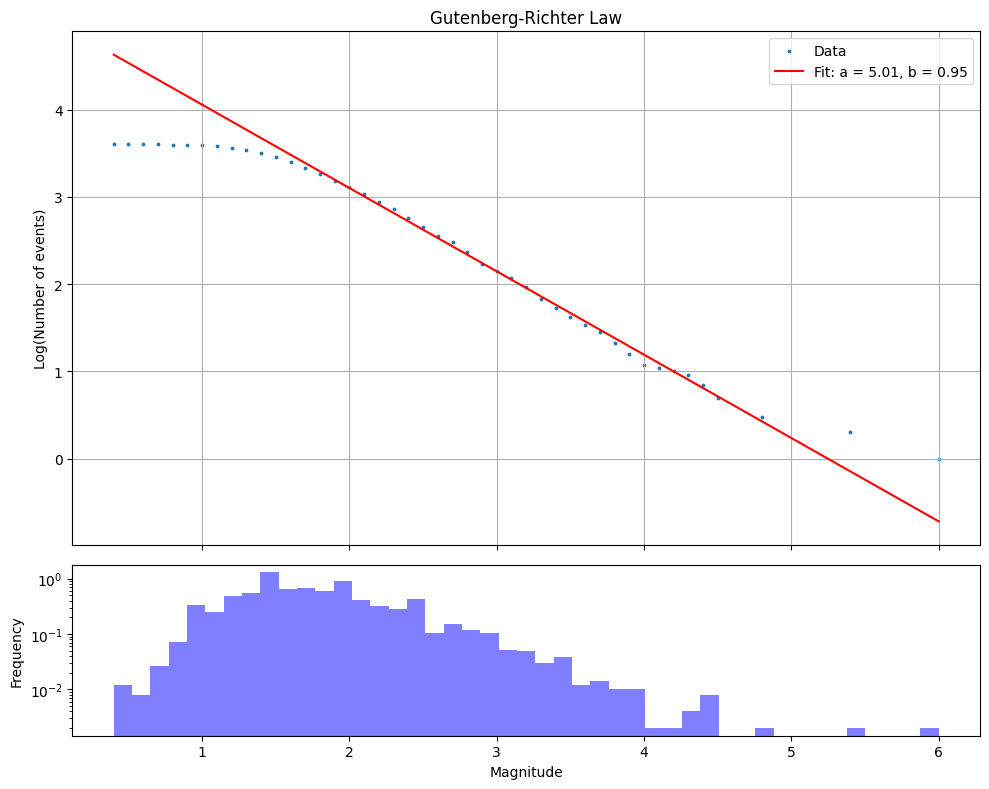 Gutenberg-Richter Law
Data
Fit: a = 5.01, b = 0.95
Log(Number of events)
4
3
2
1
0
Frequency
10⁰
10⁻¹
10⁻²
1 2 3 4 5 6
Magnitude